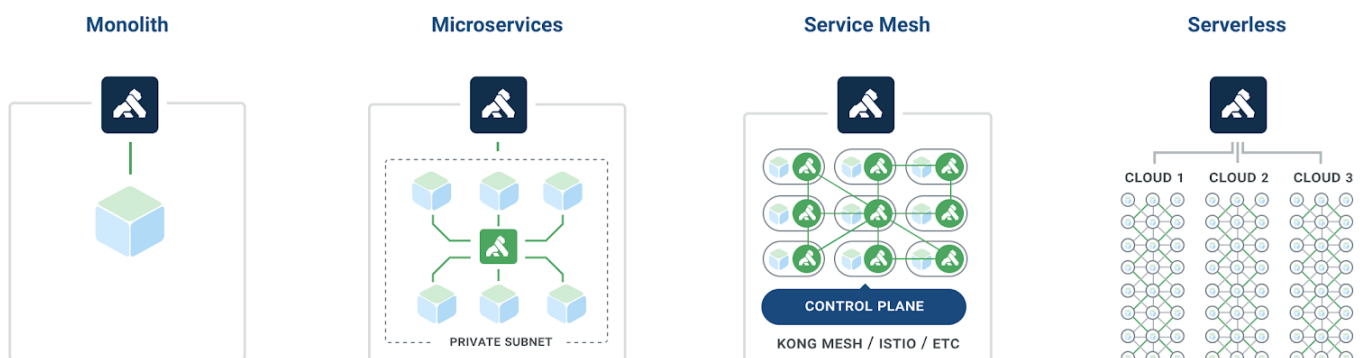 Monolith
Microservices
Service Mesh
Serverless
CLOUD 1
CLOUD 2
CLOUD 3
CONTROL PLANE
PRIVATE SUBNET
KONG MESH / ISTIO / ETC